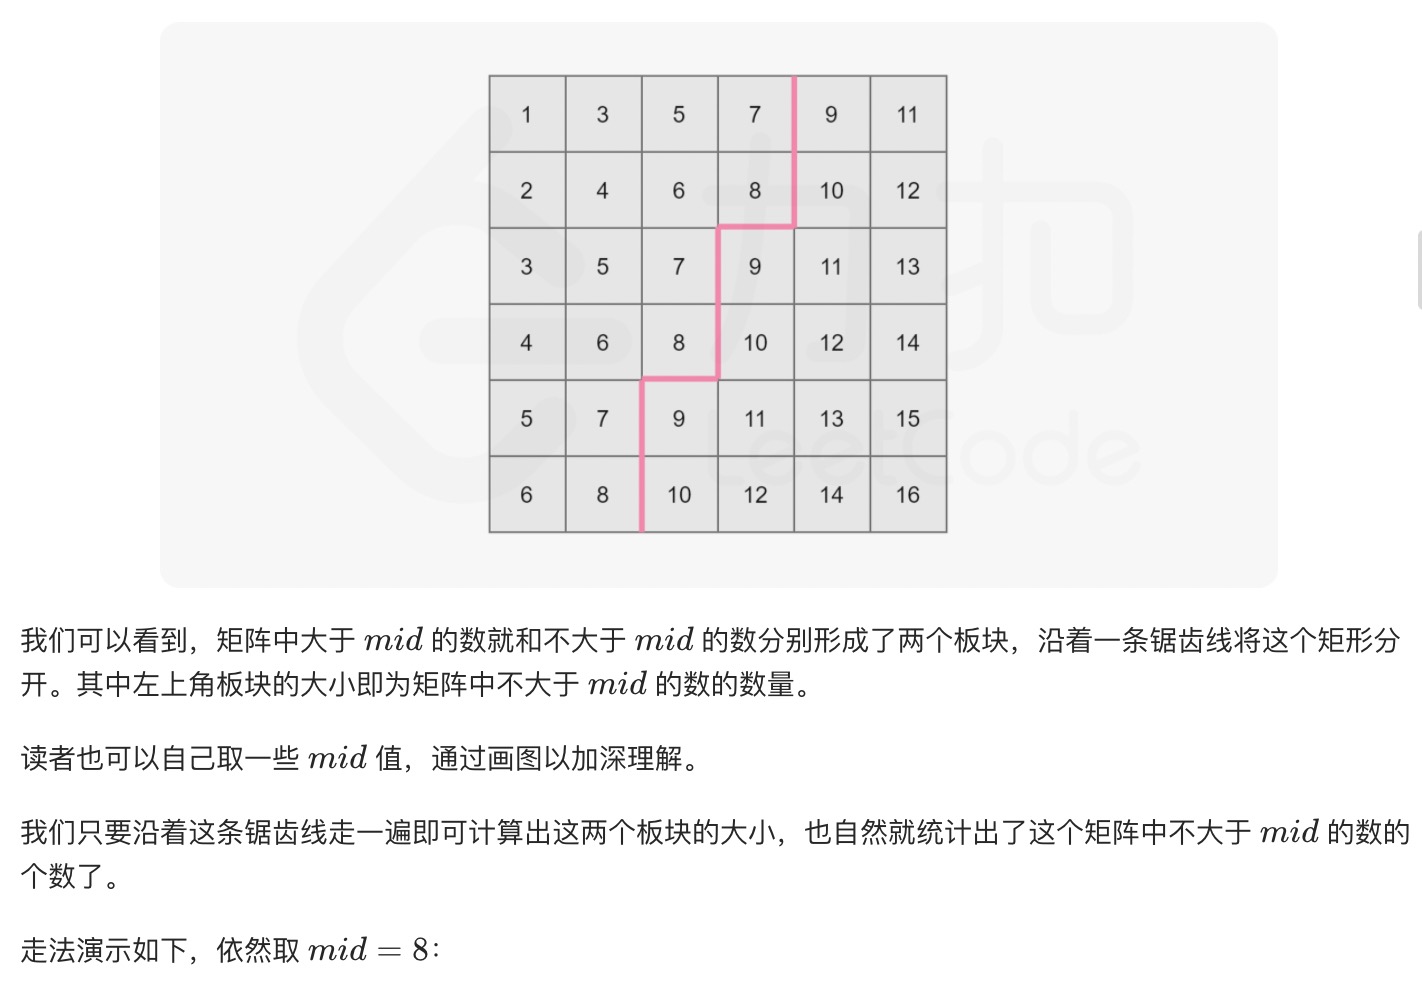 1 3 5 7 9 11
2 4 6 8 10 12
3 5 7 9 11 13
4 6 8 10 12 14
5 7 9 11 13 15
6 8 10 12 14 16
力扣
LeetCode
我们可以看到，矩阵中大于 mid 的数就和不大于 mid 的数分别形成了两个板块，沿着一条锯齿线将这个矩形分
开。其中左上角板块的大小即为矩阵中不大于 mid 的数的数量。
读者也可以自己取一些 mid 值，通过画图以加深理解。
我们只要沿着这条锯齿线走一遍即可计算出这两个板块的大小，也自然就统计出了这个矩阵中不大于 mid 的数的
个数了。
走法演示如下，依然取 mid = 8：